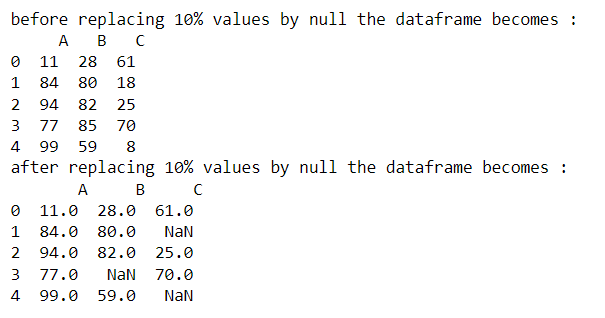 before replacing 10% values by null the dataframe becomes :
    A   B   C
0  11  28  61
1  84  80  18
2  94  82  25
3  77  85  70
4  99  59   8
after replacing 10% values by null the dataframe becomes :
      A     B     C
0  11.0  28.0  61.0
1  84.0  80.0   NaN
2  94.0  82.0  25.0
3  77.0   NaN  70.0
4  99.0  59.0   NaN